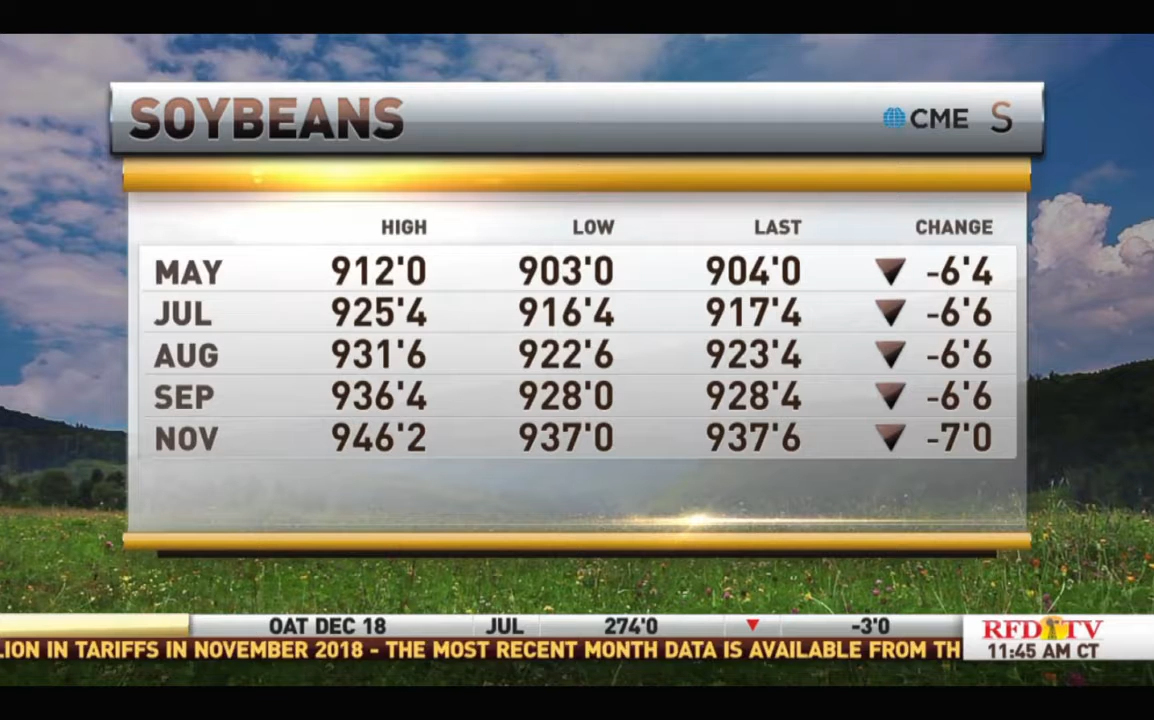 SOYBEANS CME S
HIGH LOW LAST CHANGE
MAY 912'0 903'0 904'0 -6'4
JUL 925'4 916'4 917'4 -6'6
AUG 931'6 922'6 923'4 -6'6
SEP 936'4 928'0 928'4 -6'6
NOV 946'2 937'0 937'6 -7'0
OAT DEC 18 JUL 274'0 -3'0
RFD TV
LION IN TARIFFS IN NOVEMBER 2018 - THE MOST RECENT MONTH DATA IS AVAILABLE FROM TH
11:45 AM CT